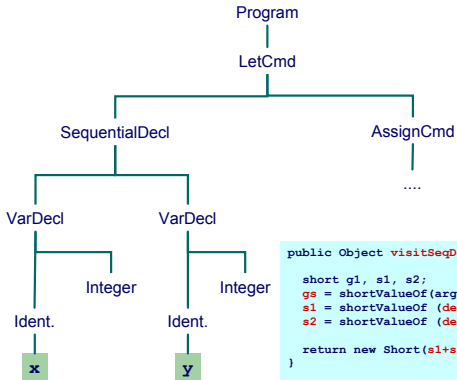 Program
LetCmd
SequentialDecl
AssignCmd
....
VarDecl
VarDecl
Integer
Integer
Ident.
Ident.
x
y
public Object visitSeqD
short g1, s1, s2;
gs = shortValueOf(arg
s1 = shortValueOf (de
s2 = shortValueOf (de
return new Short(s1+s
}